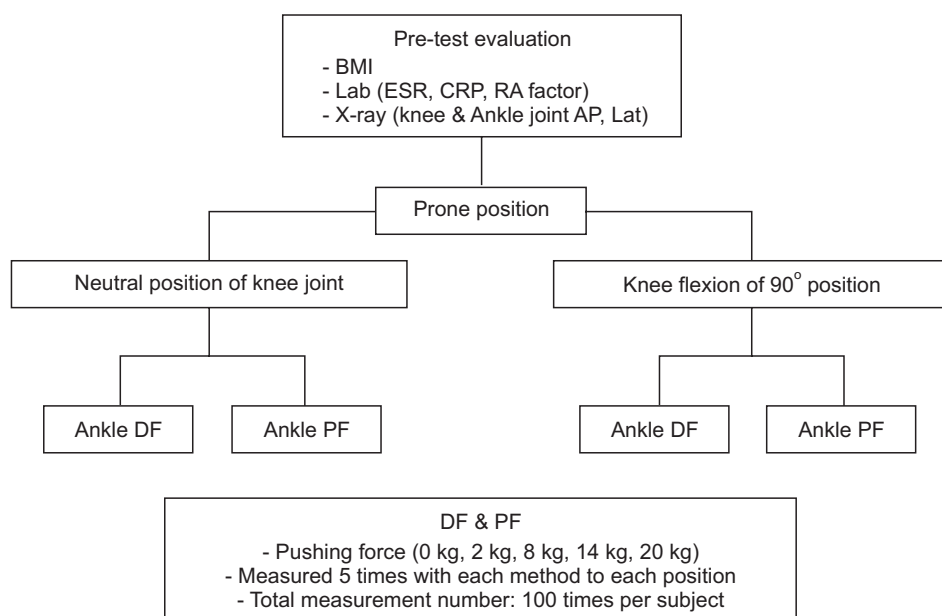 Pre-test evaluation
- BMI
- Lab (ESR, CRP, RA factor)
- X-ray (knee & Ankle joint AP, Lat)
Prone position
Neutral position of knee joint
Knee flexion of 90° position
Ankle DF
Ankle PF
Ankle DF
Ankle PF
DF & PF
- Pushing force (0 kg, 2 kg, 8 kg, 14 kg, 20 kg)
- Measured 5 times with each method to each position
- Total measurement number: 100 times per subject